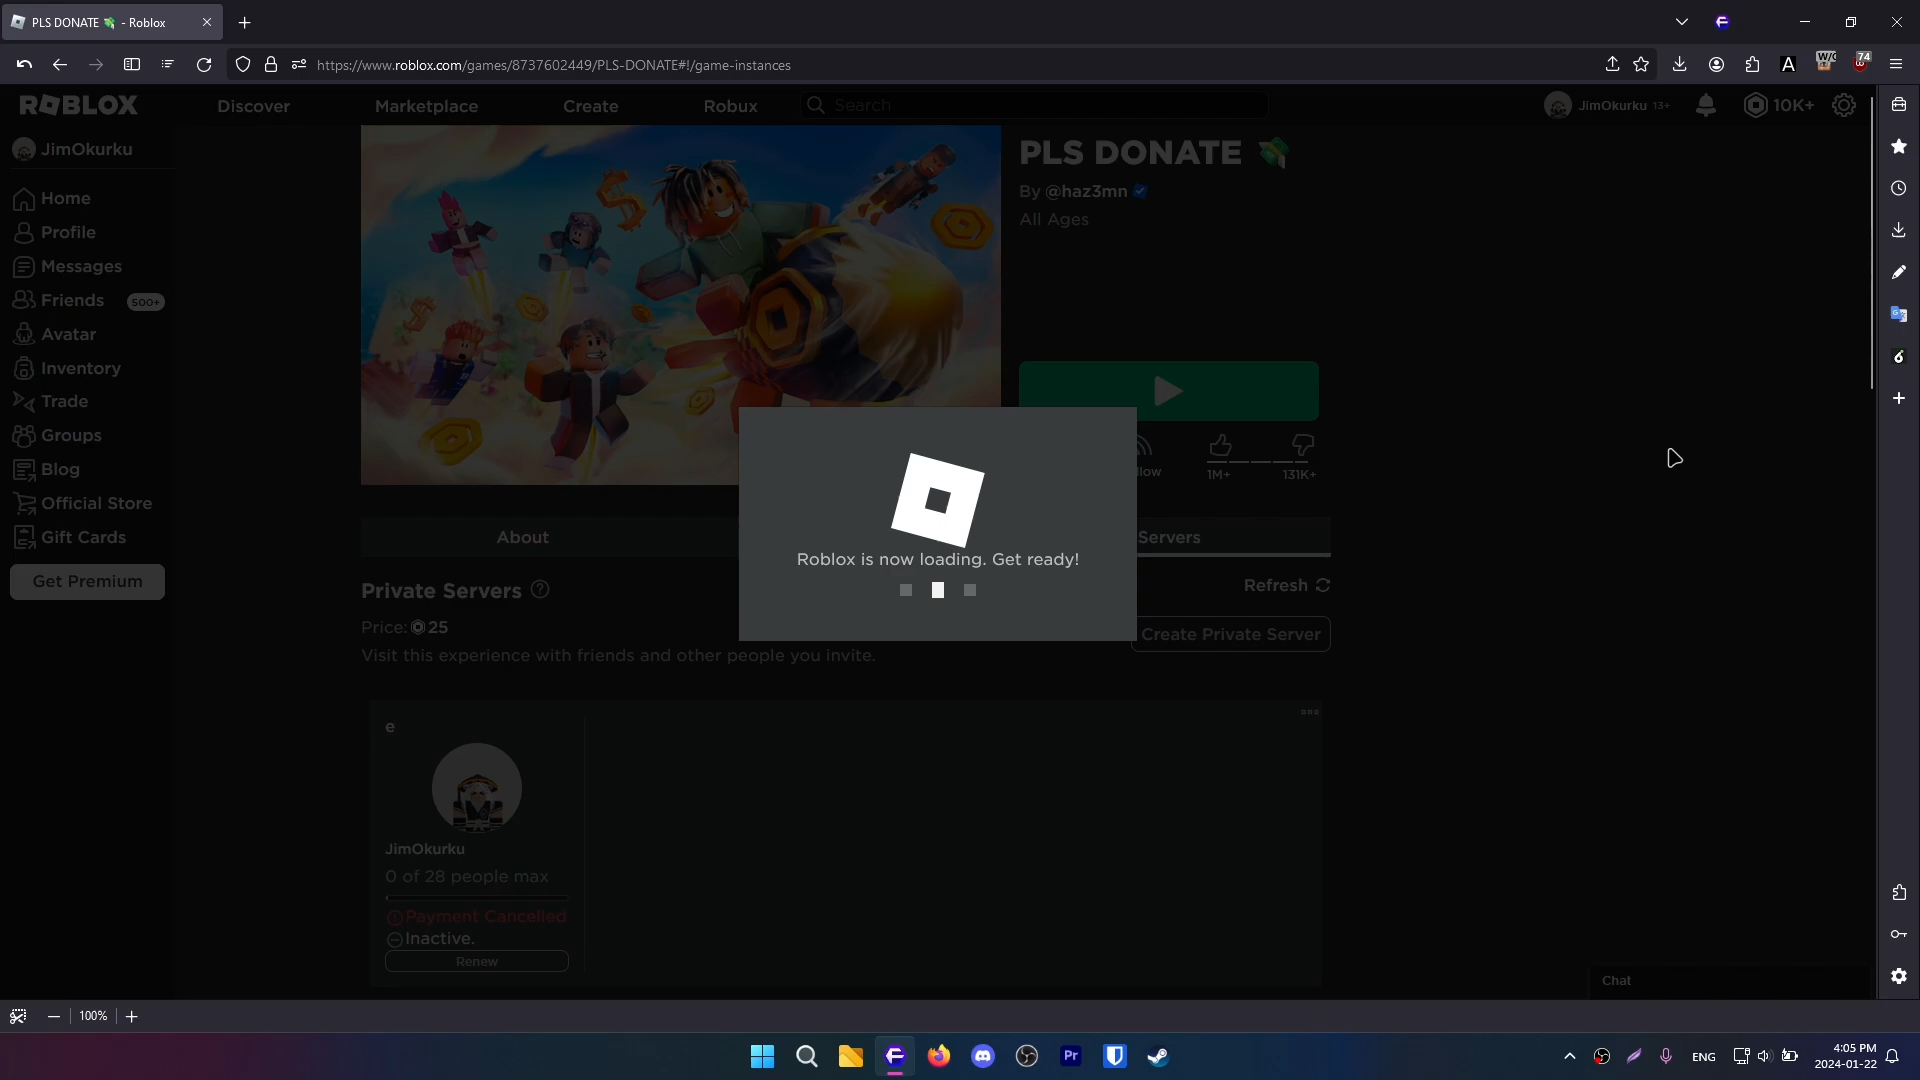 PLS DONATE 💸 - Roblox
https://www.roblox.com/games/8737602449/PLS-DONATE#!/game-instances
A
74
ROBLOX
Discover
Marketplace
Create
Robux
Search
JimOkurku 13+
10K+
JimOkurku
Home
Profile
Messages
Friends 500+
Avatar
Inventory
Trade
Groups
Blog
Official Store
Gift Cards
Get Premium
PLS DONATE 💸
By @haz3mn
All Ages
llow
1M+
131K+
Roblox is now loading. Get ready!
About
Servers
Private Servers
Refresh
Price: 25
Create Private Server
Visit this experience with friends and other people you invite.
e
JimOkurku
0 of 28 people max
Payment Cancelled
Inactive.
Renew
Chat
100%
Pr
ENG
4:05 PM
2024-01-22